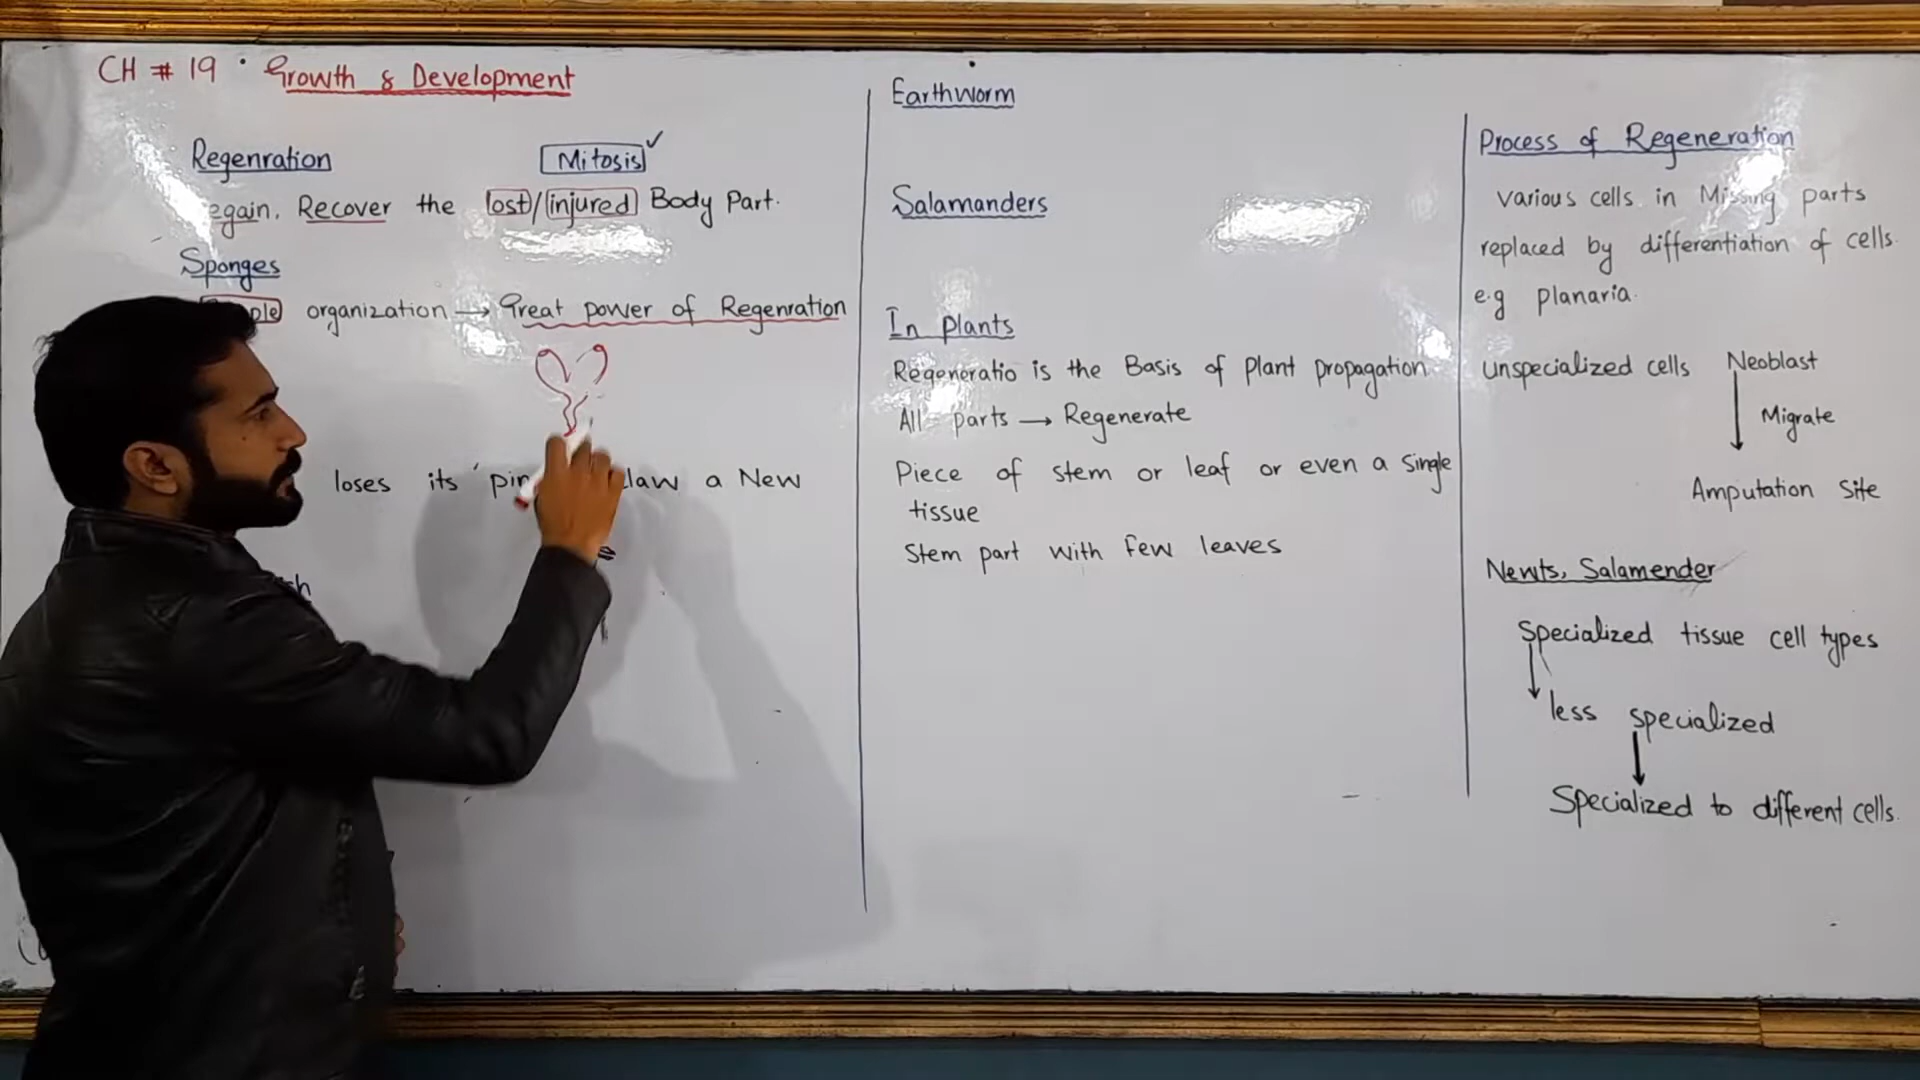 CH # 19 Growth & Development
Regenration Mitosis
egain. Recover the lost/injured Body Part.
Sponges
organization → Great power of Regenration
loses its law a New
Earthworm
Salamanders
In plants
Regeneratio is the Basis of plant propagation
All parts → Regenerate
Piece of stem or leaf or even a single
tissue
Stem part with few leaves
Process of Regeneration
various cells in Missing parts
replaced by differentiation of cells.
e.g planaria.
unspecialized cells Neoblast
Migrate
Amputation Site
Newts, Salamender
Specialized tissue cell types
less specialized
Specialized to different cells.